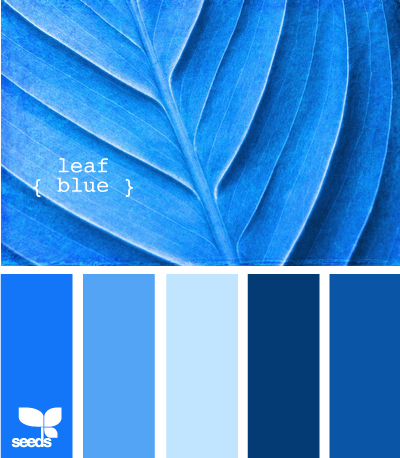 leaf
{ blue }
seeds